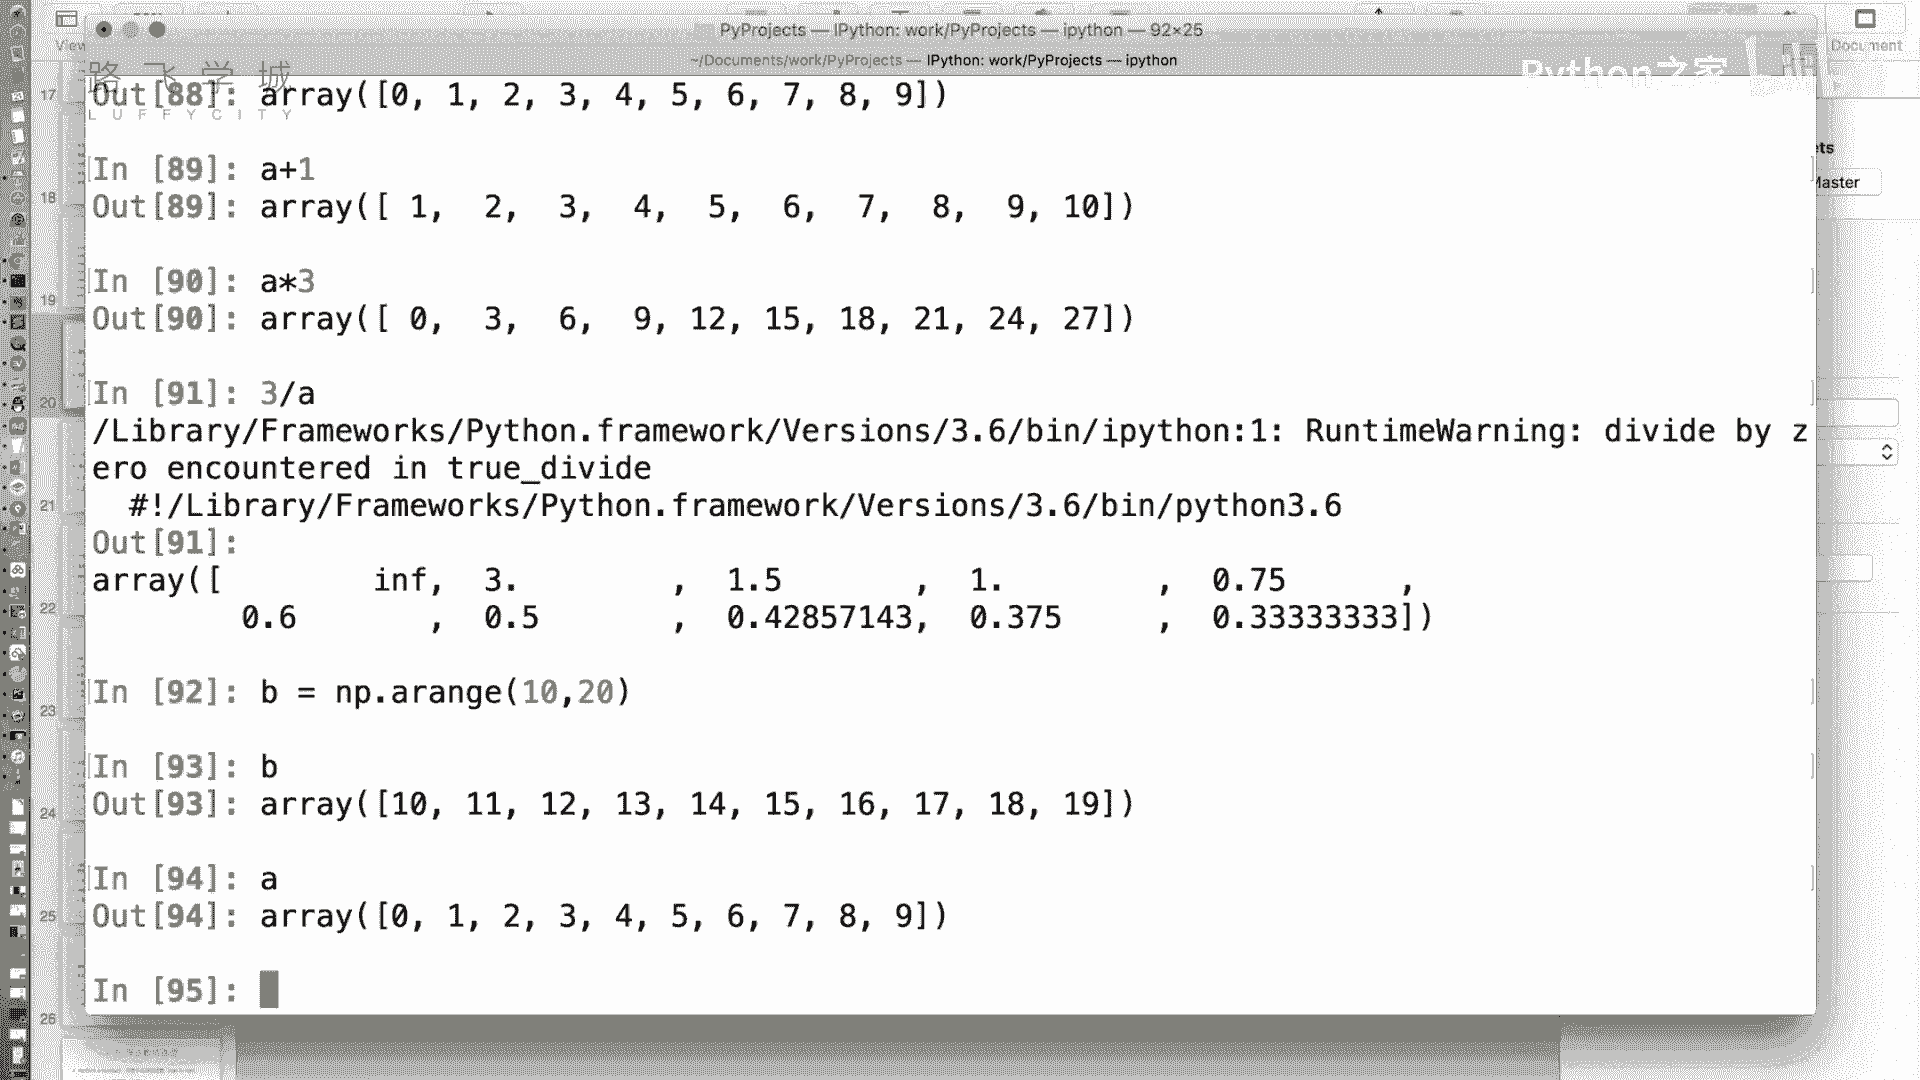 View
PyProjects — IPython: work/PyProjects — ipython — 92×25
Document
~/Documents/work/PyProjects — IPython: work/PyProjects — ipython
路飞学城
LUFFYCITY
Python之家
17
Out[88]: array([0, 1, 2, 3, 4, 5, 6, 7, 8, 9])
ets
In [89]: a+1
Master
18
Out[89]: array([ 1,  2,  3,  4,  5,  6,  7,  8,  9, 10])
In [90]: a*3
19
Out[90]: array([ 0,  3,  6,  9, 12, 15, 18, 21, 24, 27])
In [91]: 3/a
20
/Library/Frameworks/Python.framework/Versions/3.6/bin/ipython:1: RuntimeWarning: divide by z
ero encountered in true_divide
21
  #!/Library/Frameworks/Python.framework/Versions/3.6/bin/python3.6
Out[91]:
array([        inf, 3.        , 1.5       , 1.        , 0.75      ,
22
       0.6       , 0.5       , 0.42857143, 0.375     , 0.33333333])
In [92]: b = np.arange(10,20)
23
In [93]: b
Out[93]: array([10, 11, 12, 13, 14, 15, 16, 17, 18, 19])
24
In [94]: a
Out[94]: array([0, 1, 2, 3, 4, 5, 6, 7, 8, 9])
25
In [95]:
26